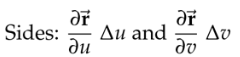 Sides: ∂r⃗/∂u Δu and ∂r⃗/∂v Δv